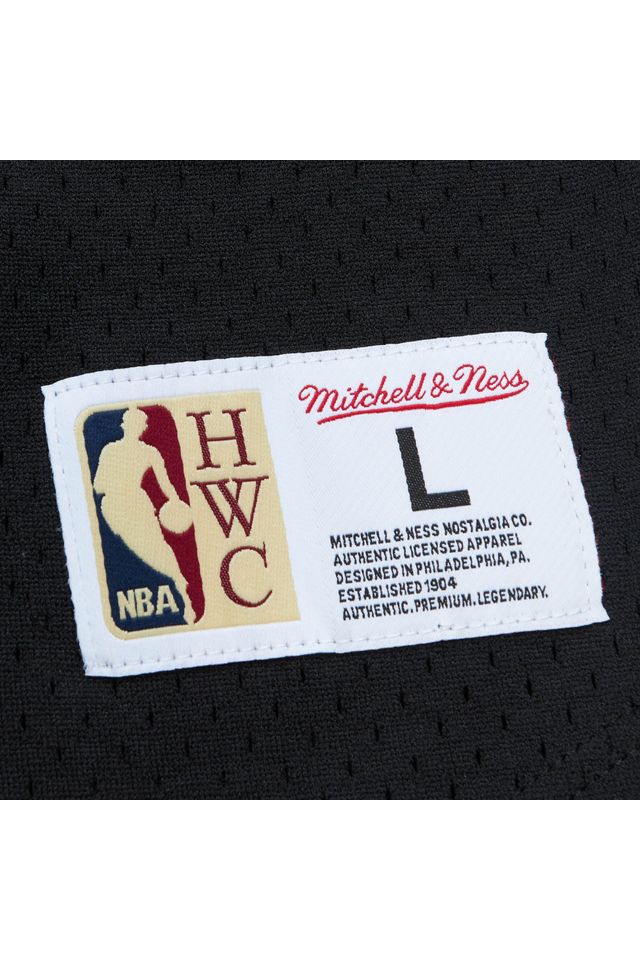 NBA
H
W
C
Mitchell & Ness
L
MITCHELL & NESS NOSTALGIA CO.
AUTHENTIC LICENSED APPAREL
DESIGNED IN PHILADELPHIA, PA.
ESTABLISHED 1904
AUTHENTIC. PREMIUM. LEGENDARY.